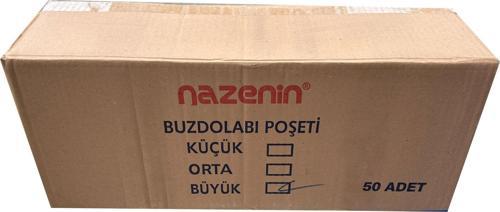 nazenin®
BUZDOLABI POŞETİ
KÜÇÜK
ORTA
BÜYÜK
50 ADET